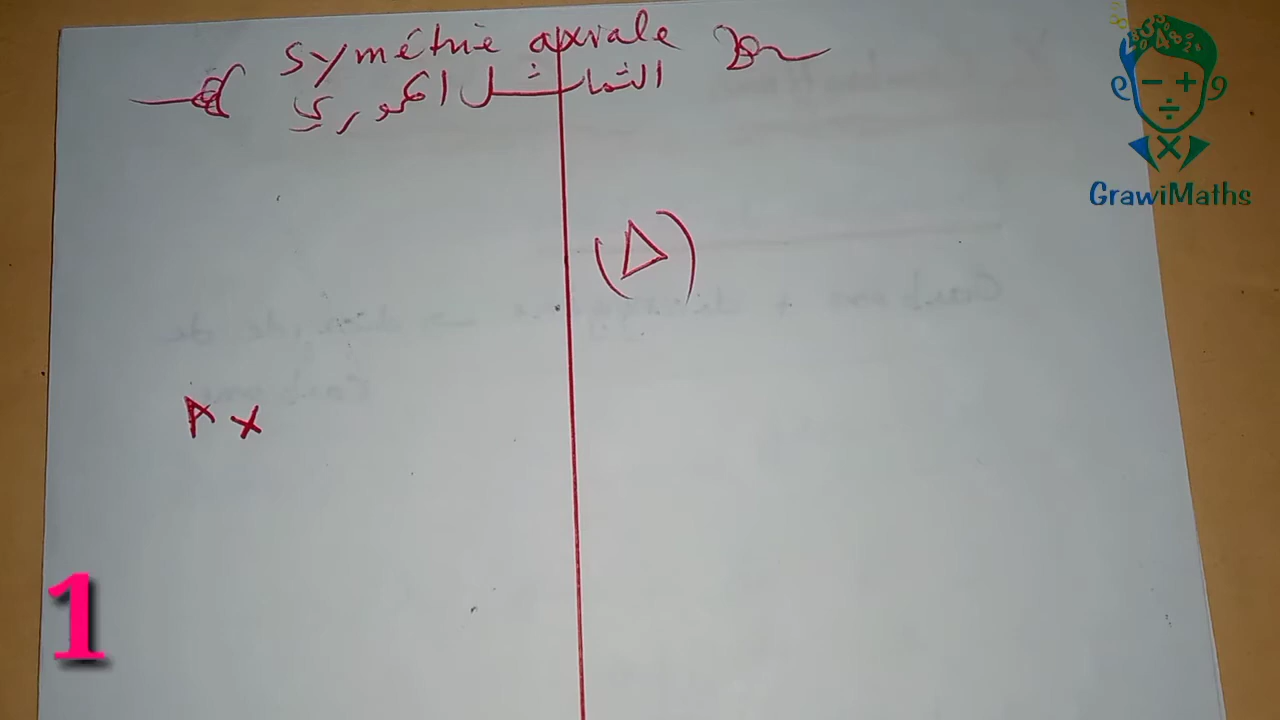 Symétrie axiale
التماثل المحوري
(Δ)
A ×
1
GrawiMaths